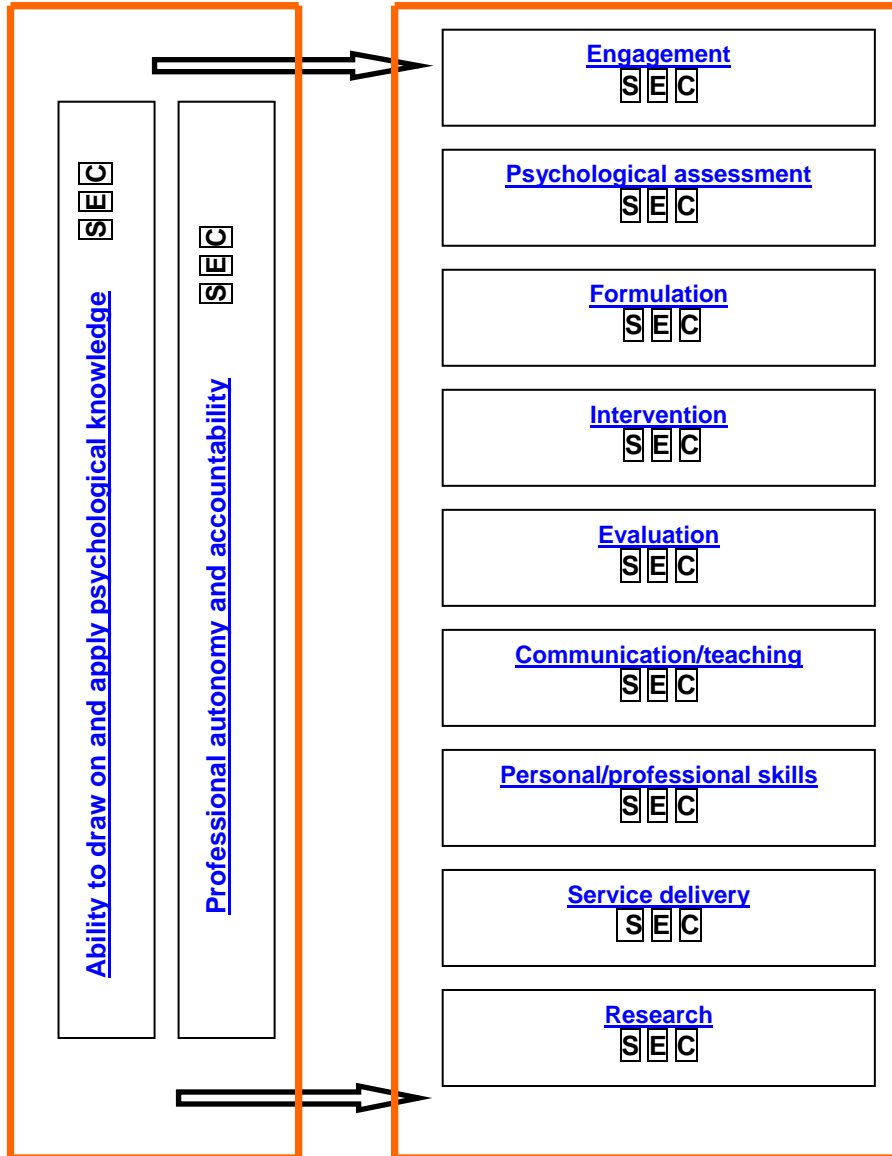 Ability to draw on and apply psychological knowledge
S E C
Professional autonomy and accountability
S E C
Engagement
S E C
Psychological assessment
S E C
Formulation
S E C
Intervention
S E C
Evaluation
S E C
Communication/teaching
S E C
Personal/professional skills
S E C
Service delivery
S E C
Research
S E C